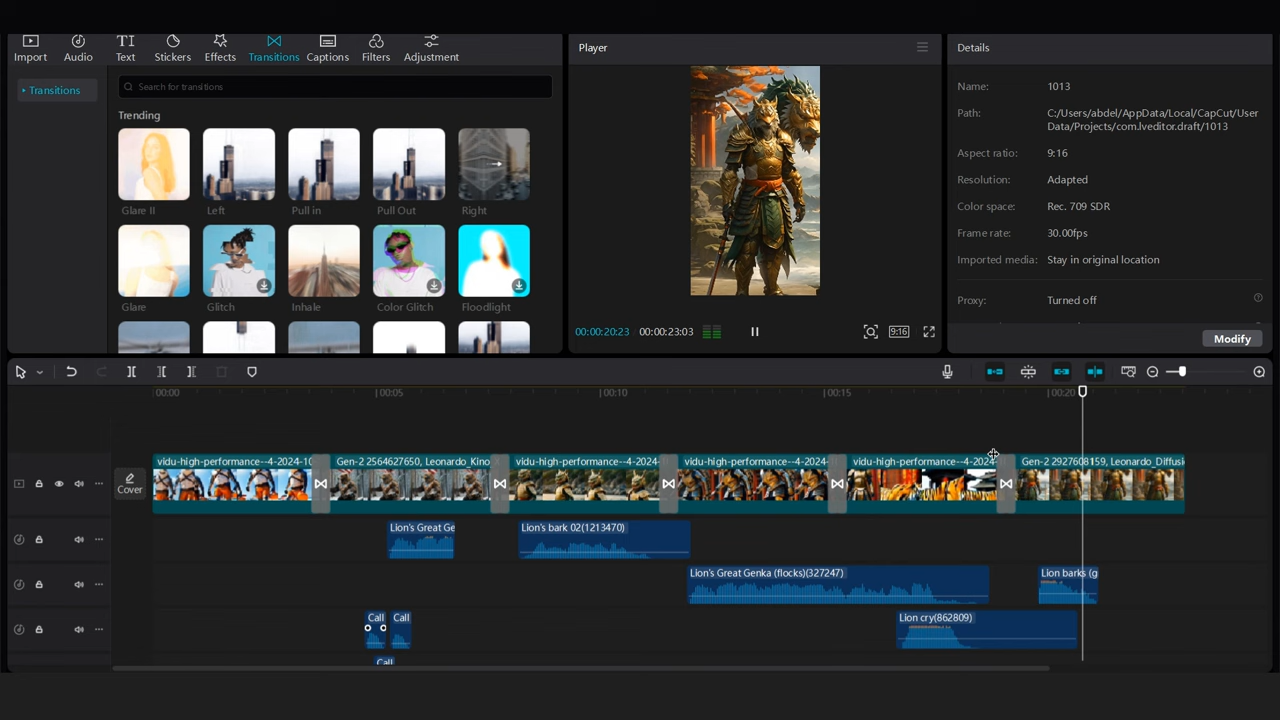 Import
Audio
Text
Stickers
Effects
Transitions
Captions
Filters
Adjustment
Transitions
Search for transitions
Trending
Glare II
Left
Pull in
Pull Out
Right
Glare
Glitch
Inhale
Color Glitch
Floodlight
Player
00:00:20:23
00:00:23:03
9:16
Details
Name:
1013
Path:
C:/Users/abdel/AppData/Local/CapCut/User
Data/Projects/com.lveditor.draft/1013
Aspect ratio:
9:16
Resolution:
Adapted
Color space:
Rec. 709 SDR
Frame rate:
30.00fps
Imported media:
Stay in original location
Proxy:
Turned off
Modify
00:00
00:05
00:10
00:15
00:20
Cover
vidu-high-performance--4-2024-10
Gen-2 2564627650, Leonardo_Kino
vidu-high-performance--4-2024-
vidu-high-performance--4-2024-
vidu-high-performance--4-2024-
Gen-2 2927608159, Leonardo_Diffusi
Lion's Great Ge
Lion's bark 02(1213470)
Lion's Great Genka (flocks)(327247)
Lion barks (g
Call
Call
Lion cry(862809)
Call